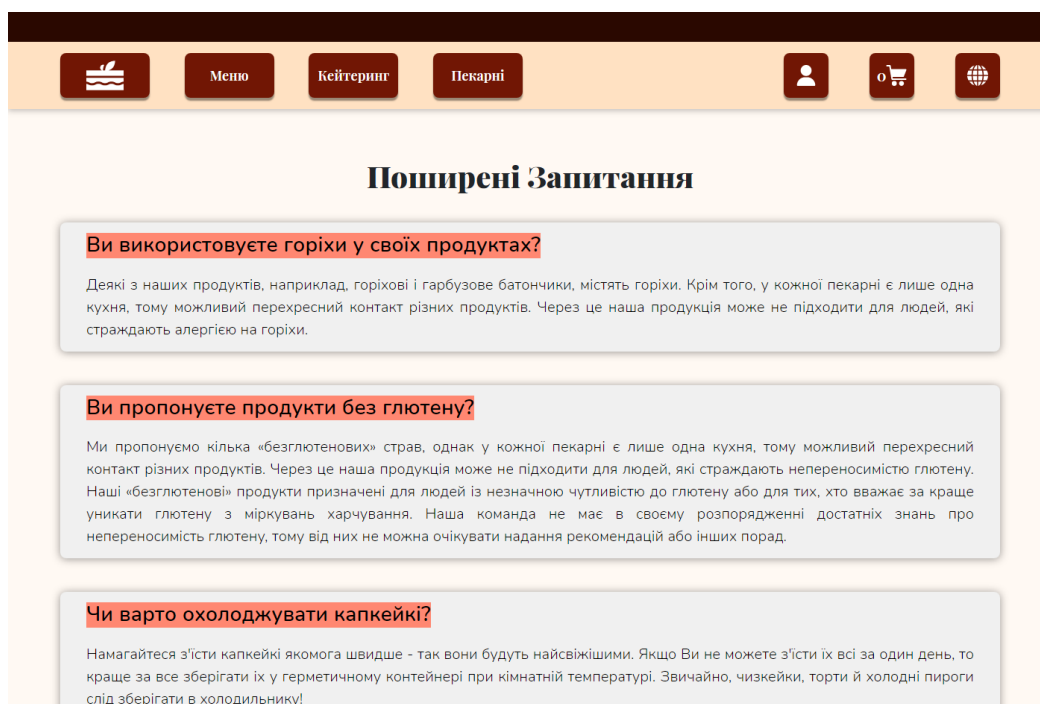 Меню
Кейтеринг
Пекарні
0
Поширені Запитання
Ви використовуєте горіхи у своїх продуктах?
Деякі з наших продуктів, наприклад, горіхові і гарбузове батончики, містять горіхи. Крім того, у кожної пекарні є лише одна
кухня, тому можливий перехресний контакт різних продуктів. Через це наша продукція може не підходити для людей, які
страждають алергією на горіхи.
Ви пропонуєте продукти без глютену?
Ми пропонуємо кілька «безглютенових» страв, однак у кожної пекарні є лише одна кухня, тому можливий перехресний
контакт різних продуктів. Через це наша продукція може не підходити для людей, які страждають непереносимістю глютену.
Наші «безглютенові» продукти призначені для людей із незначною чутливістю до глютену або для тих, хто вважає за краще
уникати глютену з міркувань харчування. Наша команда не має в своєму розпорядженні достатніх знань про
непереносимість глютену, тому від них не можна очікувати надання рекомендацій або інших порад.
Чи варто охолоджувати капкейкі?
Намагайтеся з'їсти капкейкі якомога швидше - так вони будуть найсвіжішими. Якщо Ви не можете з'їсти їх всі за один день, то
краще за все зберігати їх у герметичному контейнері при кімнатній температурі. Звичайно, чизкейки, торти й холодні пироги
слід зберігати в холодильнику!